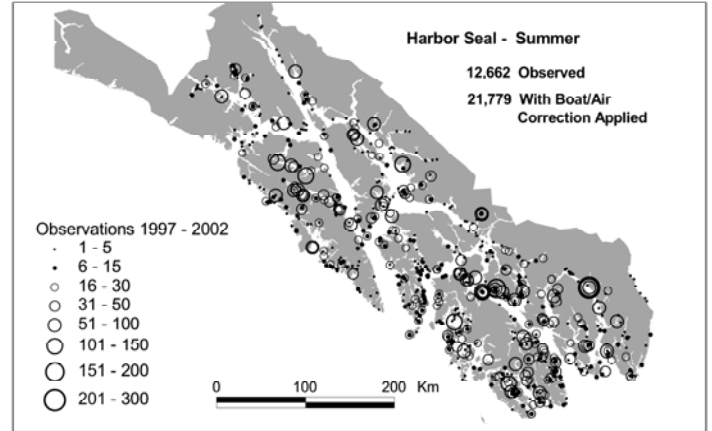 Harbor Seal - Summer
12,662 Observed
21,779 With Boat/Air
Correction Applied
Observations 1997 - 2002
1 - 5
6 - 15
16 - 30
31 - 50
51 - 100
101 - 150
151 - 200
201 - 300
0 100 200 Km